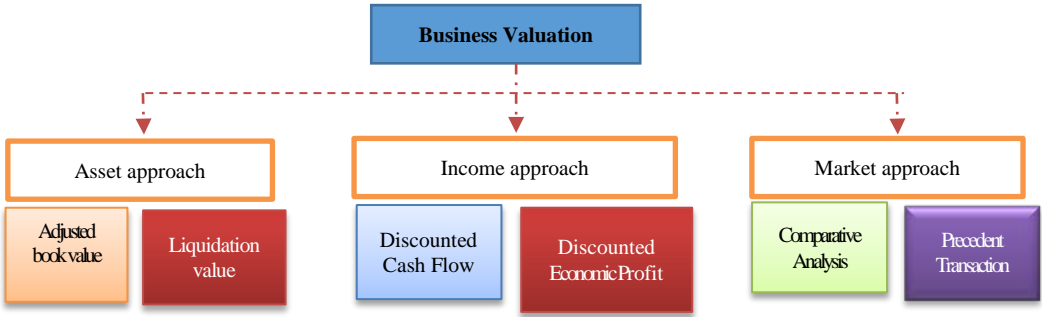 Business Valuation
Asset approach
Income approach
Market approach
Adjusted
book value
Liquidation
value
Discounted
Cash Flow
Discounted
Economic Profit
Comparative
Analysis
Precedent
Transaction